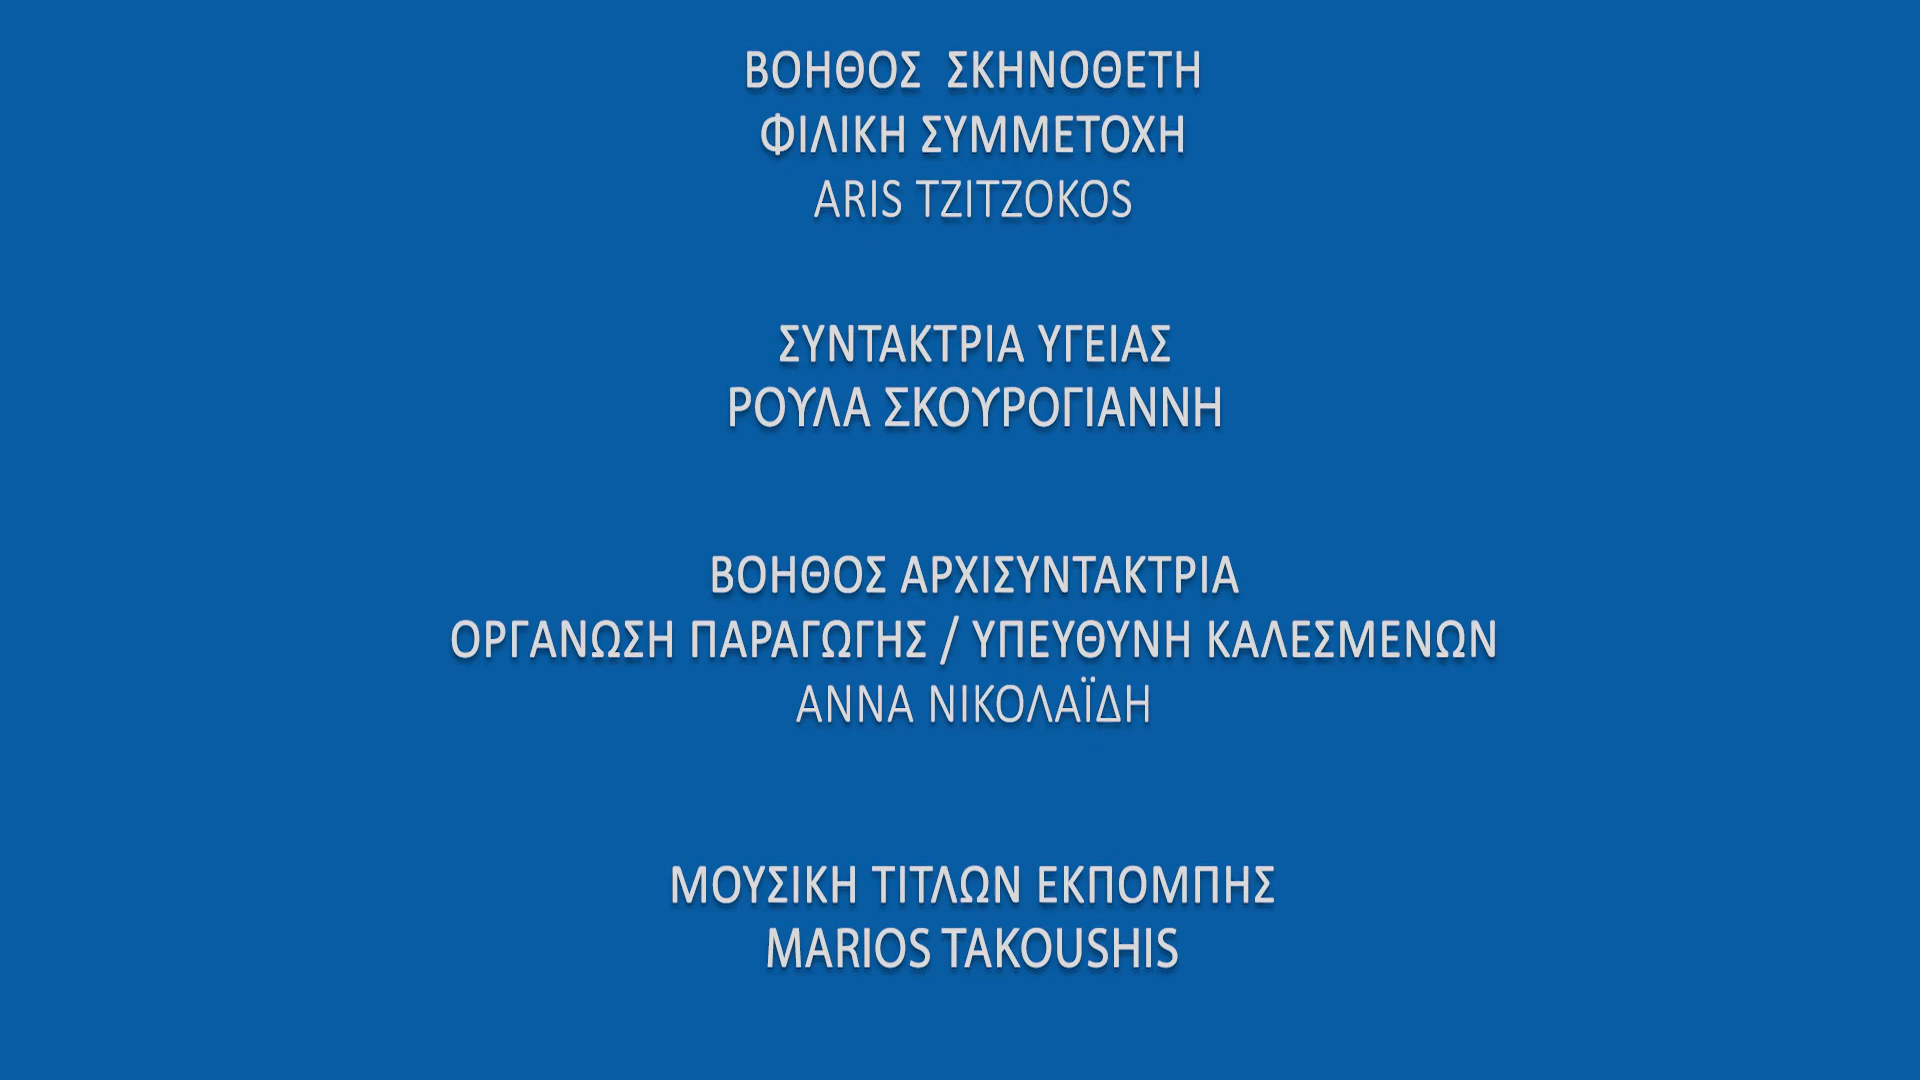 ΒΟΗΘΟΣ ΣΚΗΝΟΘΕΤΗ
ΦΙΛΙΚΗ ΣΥΜΜΕΤΟΧΗ
ARIS TZITZOKOS
ΣΥΝΤΑΚΤΡΙΑ ΥΓΕΙΑΣ
ΡΟΥΛΑ ΣΚΟΥΡΟΓΙΑΝΝΗ
ΒΟΗΘΟΣ ΑΡΧΙΣΥΝΤΑΚΤΡΙΑ
ΟΡΓΑΝΩΣΗ ΠΑΡΑΓΩΓΗΣ / ΥΠΕΥΘΥΝΗ ΚΑΛΕΣΜΕΝΩΝ
ΑΝΝΑ ΝΙΚΟΛΑΪΔΗ
ΜΟΥΣΙΚΗ ΤΙΤΛΩΝ ΕΚΠΟΜΠΗΣ
MARIOS TAKOUSHIS